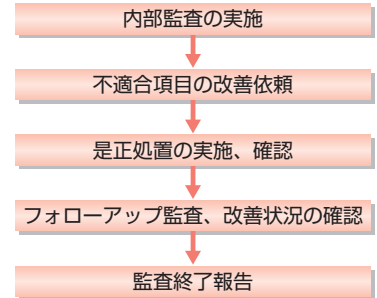 内部監査の実施
不適合項目の改善依頼
是正処置の実施、確認
フォローアップ監査、改善状況の確認
監査終了報告